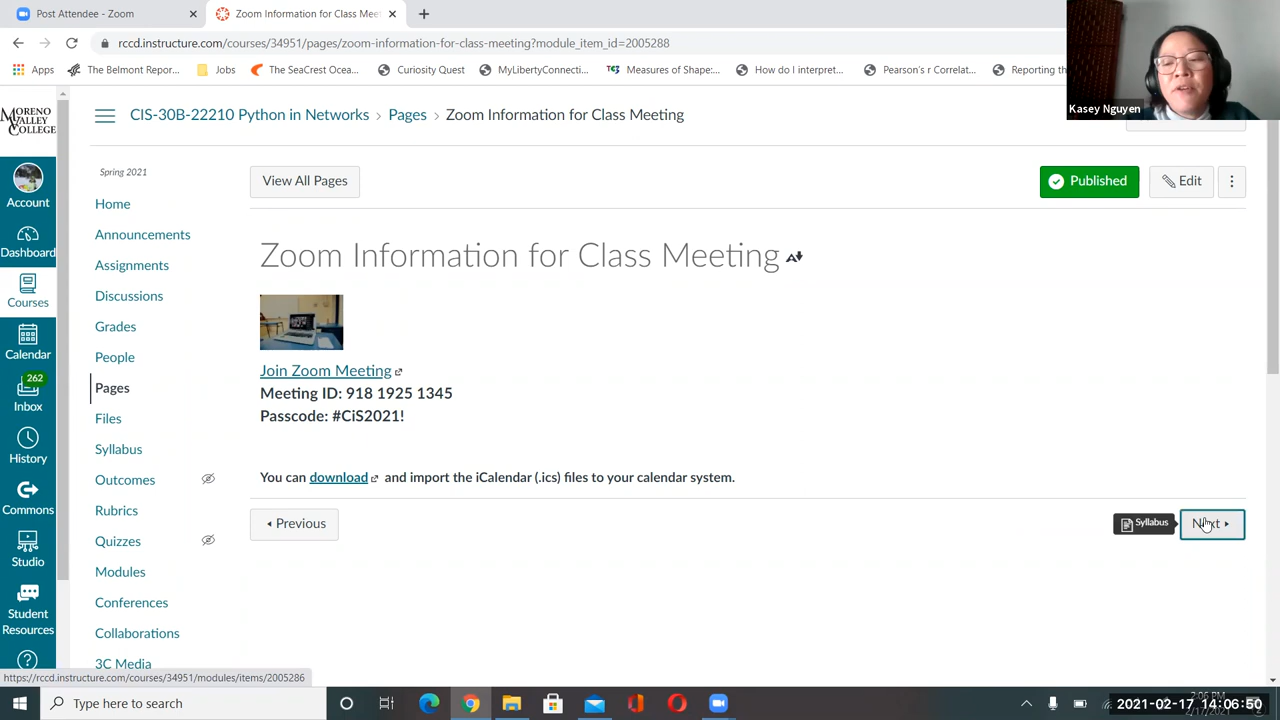 Post Attendee - Zoom
Zoom Information for Class Mee
rccd.instructure.com/courses/34951/pages/zoom-information-for-class-meeting?module_item_id=2005288
Apps
The Belmont Repor...
Jobs
The SeaCrest Ocea...
Curiosity Quest
MyLibertyConnecti...
Measures of Shape:...
How do I interpret...
Pearson's r Correlat...
Reporting th
Kasey Nguyen
MORENO
VALLEY
COLLEGE
CIS-30B-22210 Python in Networks › Pages › Zoom Information for Class Meeting
Account
Dashboard
Courses
Calendar
262
Inbox
History
Commons
Studio
Student
Resources
Spring 2021
Home
Announcements
Assignments
Discussions
Grades
People
Pages
Files
Syllabus
Outcomes
Rubrics
Quizzes
Modules
Conferences
Collaborations
3C Media
View All Pages
Published
Edit
Zoom Information for Class Meeting
Join Zoom Meeting
Meeting ID: 918 1925 1345
Passcode: #CiS2021!
You can download and import the iCalendar (.ics) files to your calendar system.
Previous
Syllabus
Next
https://rccd.instructure.com/courses/34951/modules/items/2005286
Type here to search
2:06 PM
2021-02-17 14:06:50